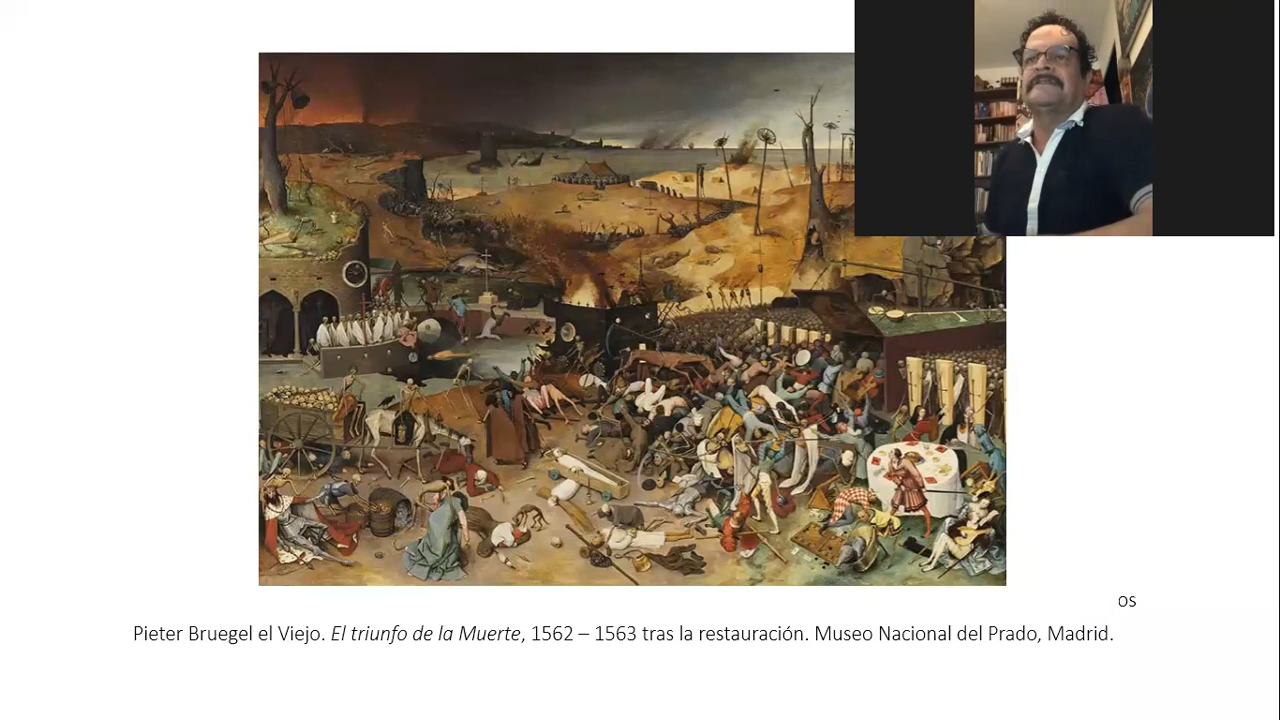 os
Pieter Bruegel el Viejo. El triunfo de la Muerte, 1562 – 1563 tras la restauración. Museo Nacional del Prado, Madrid.